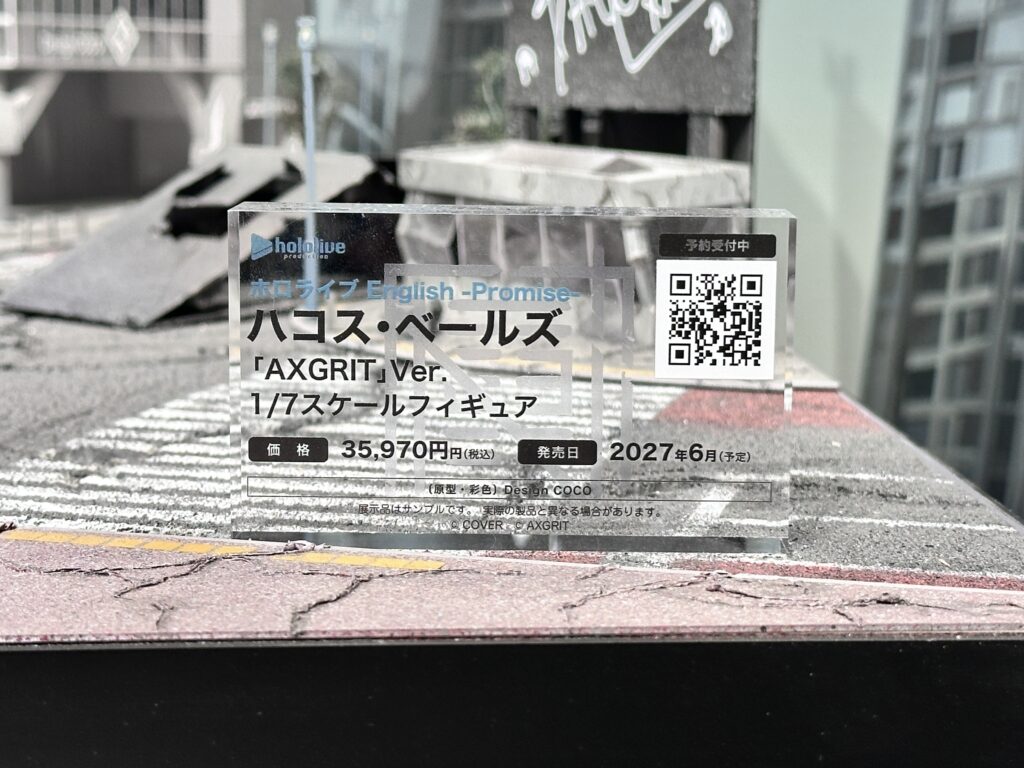 hololive
production
予約受付中
ホロライブ English -Promise-
ハコス・ベールズ
「AXGRIT」Ver.
1/7スケールフィギュア
価格 35,970円円(税込) 発売日 2027年6月(予定)
〔原型・彩色〕Design COCO
展示品はサンプルです。実際の製品と異なる場合があります。
© COVER © AXGRIT